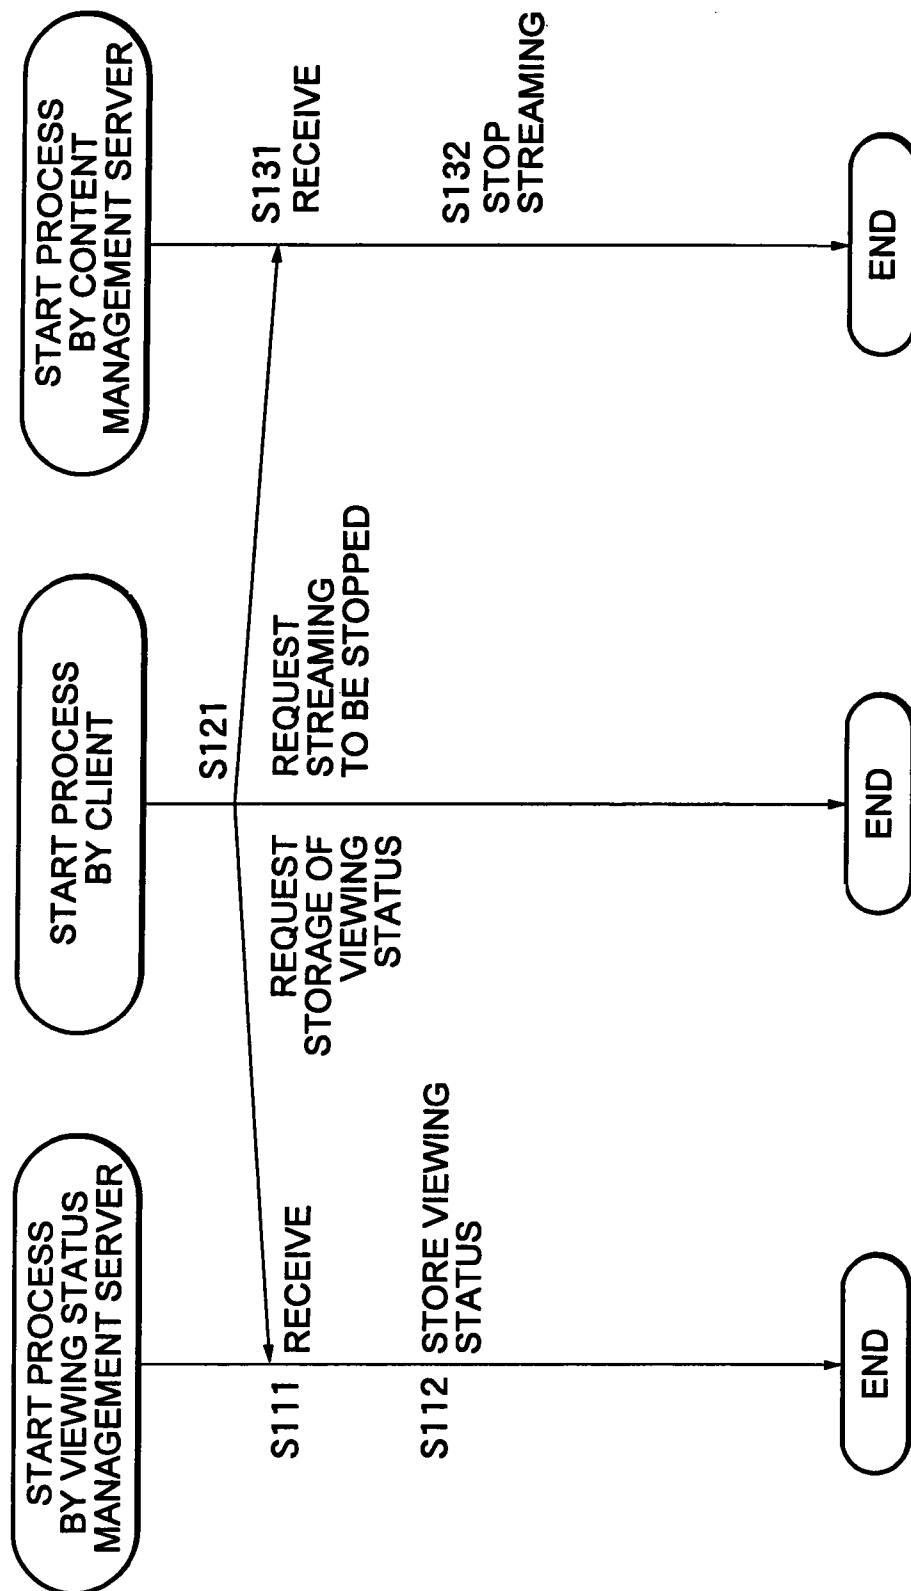 START PROCESS
BY VIEWING STATUS
MANAGEMENT SERVER
START PROCESS
BY CLIENT
START PROCESS
BY CONTENT
MANAGEMENT SERVER
S121
S111 RECEIVE
REQUEST
STORAGE OF
VIEWING
STATUS
REQUEST
STREAMING
TO BE STOPPED
S131
RECEIVE
S112 STORE VIEWING
STATUS
S132
STOP
STREAMING
END
END
END